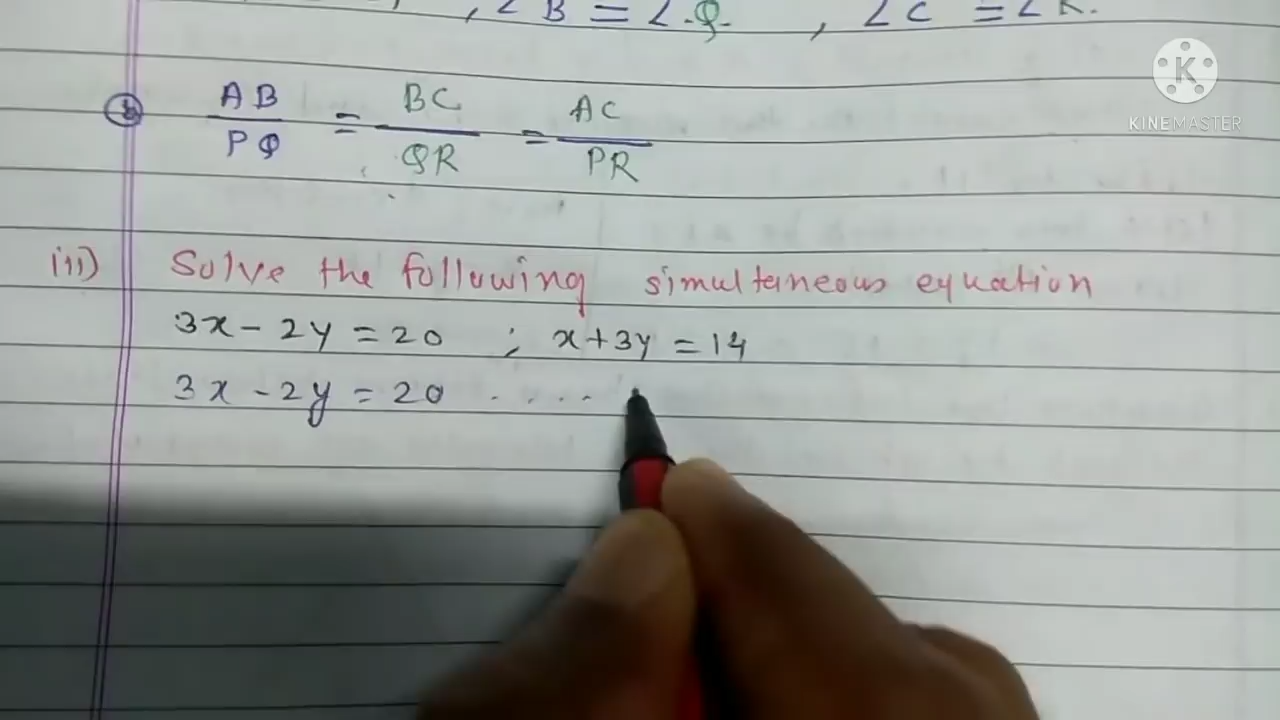 , ∠B = ∠Q. , ∠C = ∠R.
(b) AB/PQ = BC/QR = AC/PR
K
KINEMASTER
iii) Solve the following simultaneous equation
3x - 2y = 20 ; x + 3y = 14
3x - 2y = 20 .....